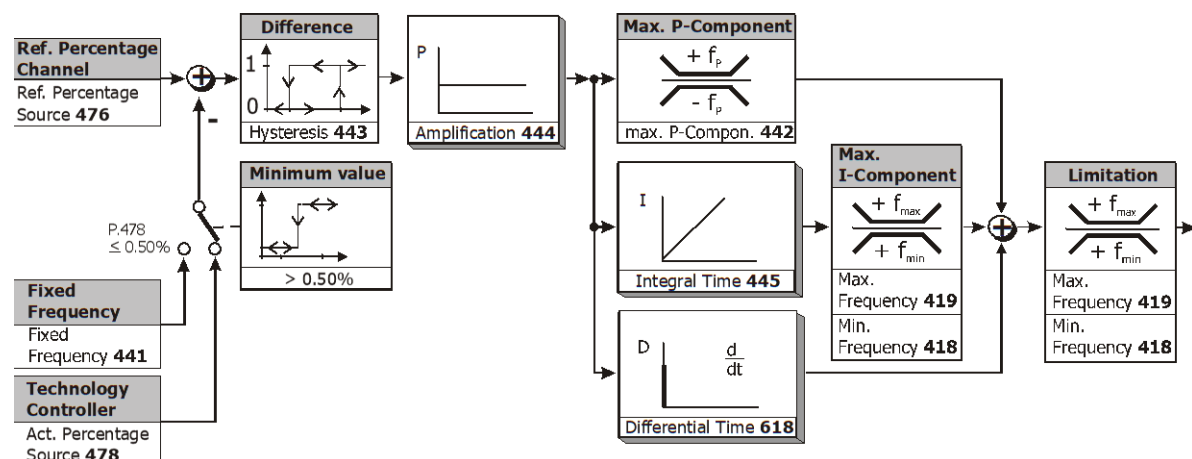 Ref. Percentage
Channel
Ref. Percentage
Source 476
+
-
Difference
1
0
Hysteresis 443
P
Amplification 444
Max. P-Component
+ fP
- fP
max. P-Compon. 442
Minimum value
> 0.50%
P.478
≤ 0.50%
Fixed
Frequency
Fixed
Frequency 441
Technology
Controller
Act. Percentage
Source 478
I
Integral Time 445
D
d
dt
Differential Time 618
Max.
I-Component
+ fmax
+ fmin
Max.
Frequency 419
Min.
Frequency 418
+
Limitation
+ fmax
+ fmin
Max.
Frequency 419
Min.
Frequency 418